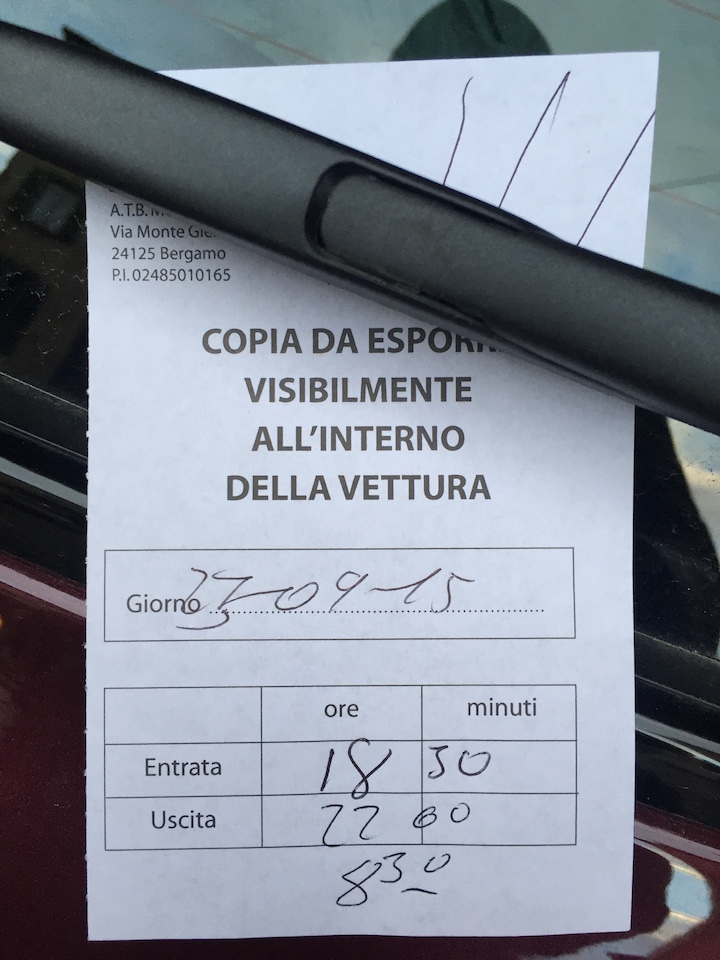 A.T.B.
Via Monte
24125 Bergamo
P.I. 02485010165
COPIA DA ESPORRE
VISIBILMENTE
ALL'INTERNO
DELLA VETTURA
Giorno 23-09-15
ore minuti
Entrata 18 30
Uscita 22 00
8 30